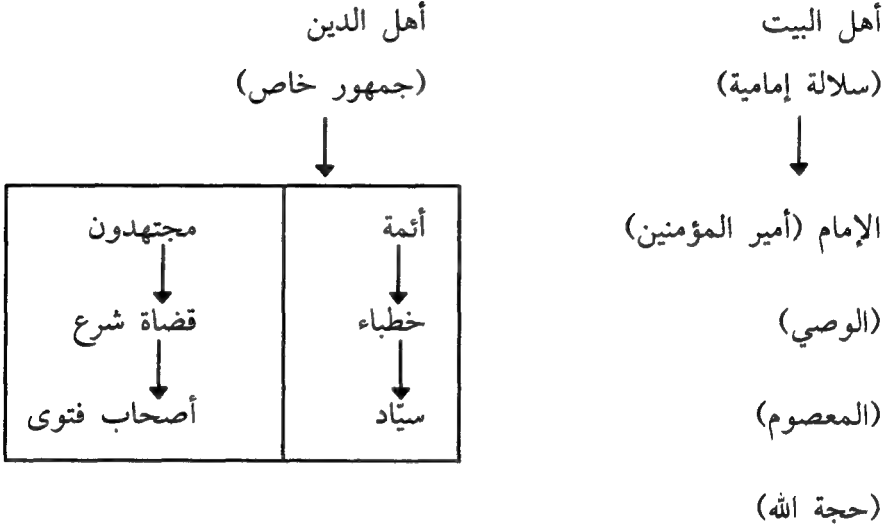 أهل البيت
(سلالة إمامية)
الإمام (أمير المؤمنين)
(الوصي)
(المعصوم)
(حجة الله)
أهل الدين
(جمهور خاص)
أئمة
خطباء
سيّاد
مجتهدون
قضاة شرع
أصحاب فتوى